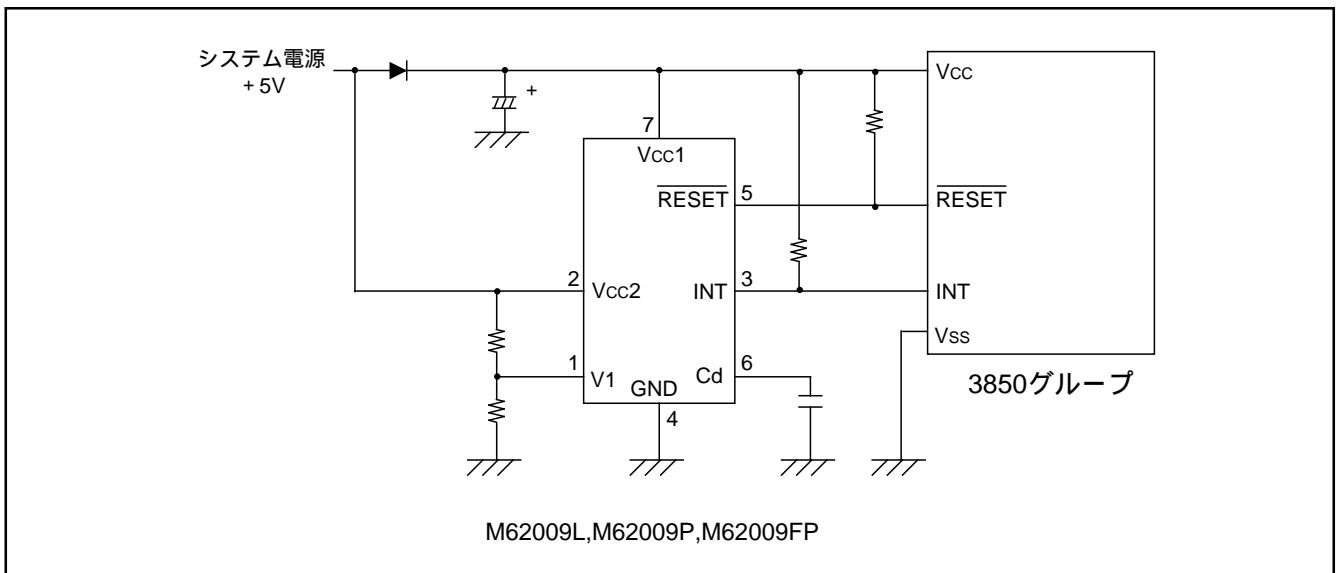 システム電源
+5V
+
7
Vcc1
RESET
5
2
Vcc2
INT
3
1
V1
Cd
6
GND
4
Vcc
RESET
INT
Vss
3850グループ
M62009L,M62009P,M62009FP